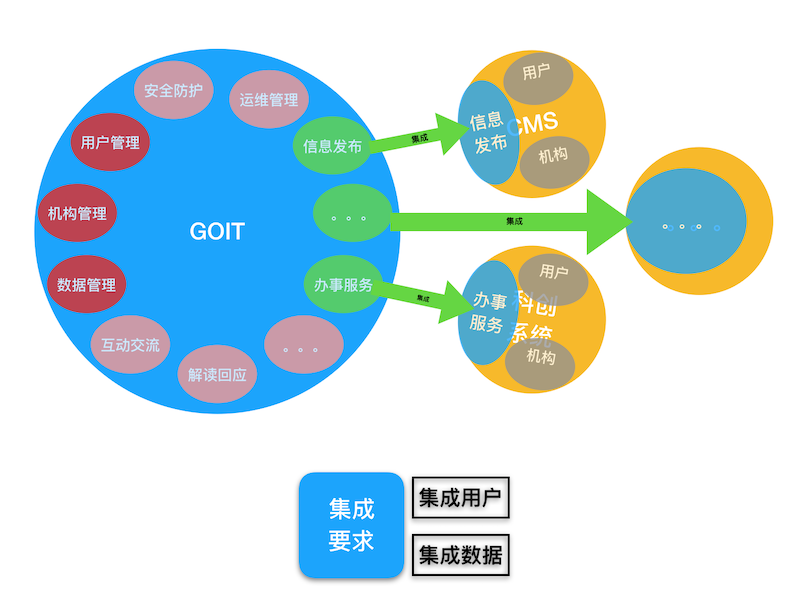 安全防护
运维管理
用户管理
信息发布
机构管理
。。。
GOIT
数据管理
办事服务
互动交流
。。。
解读回应
集成
集成
集成
用户
信息
发布
CMS
机构
。。。。
用户
办事
服务
科创
系统
机构
集成
要求
集成用户
集成数据